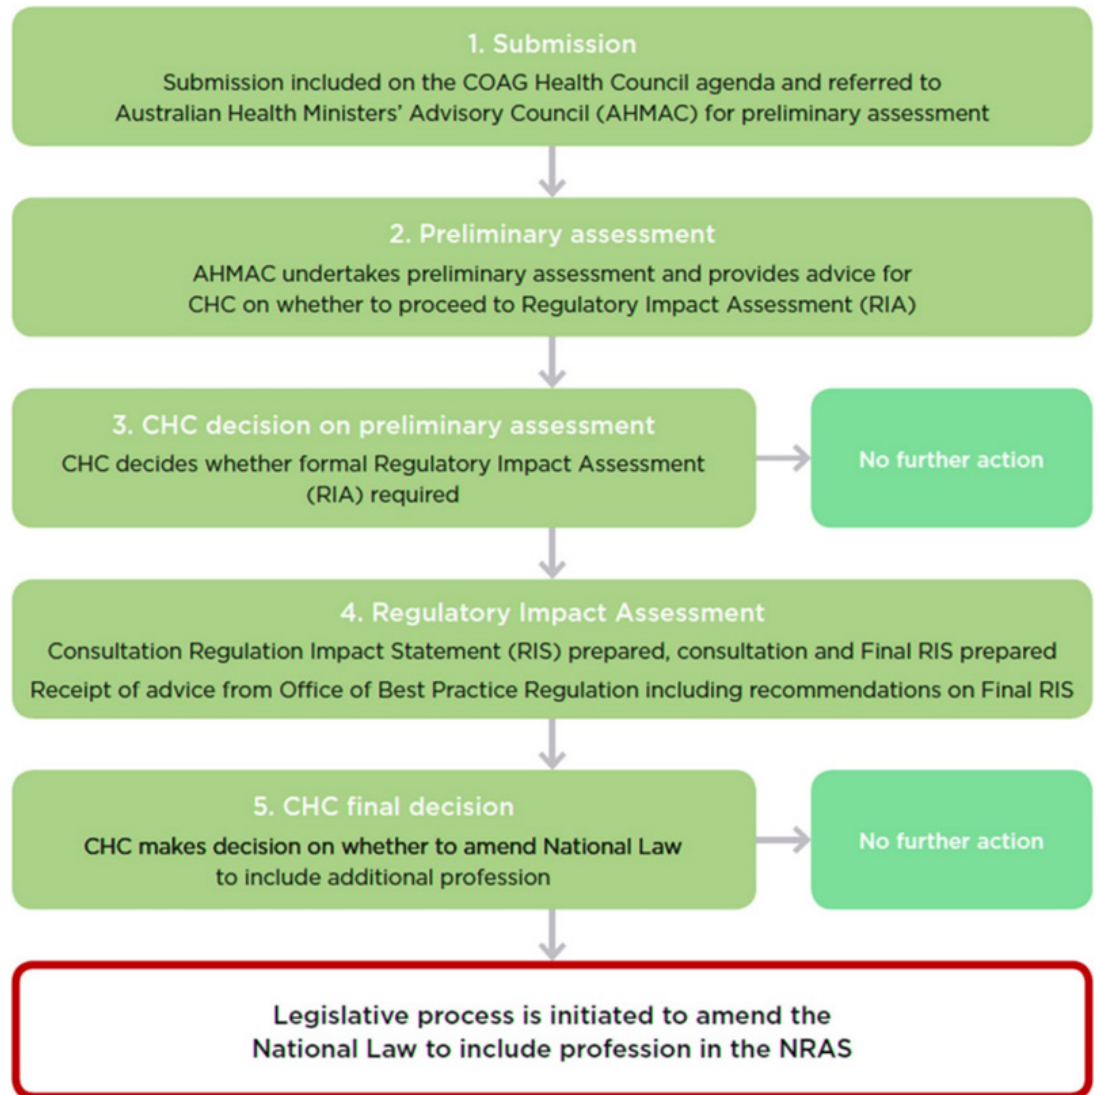 1. Submission
Submission included on the COAG Health Council agenda and referred to
Australian Health Ministers’ Advisory Council (AHMAC) for preliminary assessment
2. Preliminary assessment
AHMAC undertakes preliminary assessment and provides advice for
CHC on whether to proceed to Regulatory Impact Assessment (RIA)
3. CHC decision on preliminary assessment
CHC decides whether formal Regulatory Impact Assessment
(RIA) required
No further action
4. Regulatory Impact Assessment
Consultation Regulation Impact Statement (RIS) prepared, consultation and Final RIS prepared
Receipt of advice from Office of Best Practice Regulation including recommendations on Final RIS
5. CHC final decision
CHC makes decision on whether to amend National Law
to include additional profession
No further action
Legislative process is initiated to amend the
National Law to include profession in the NRAS